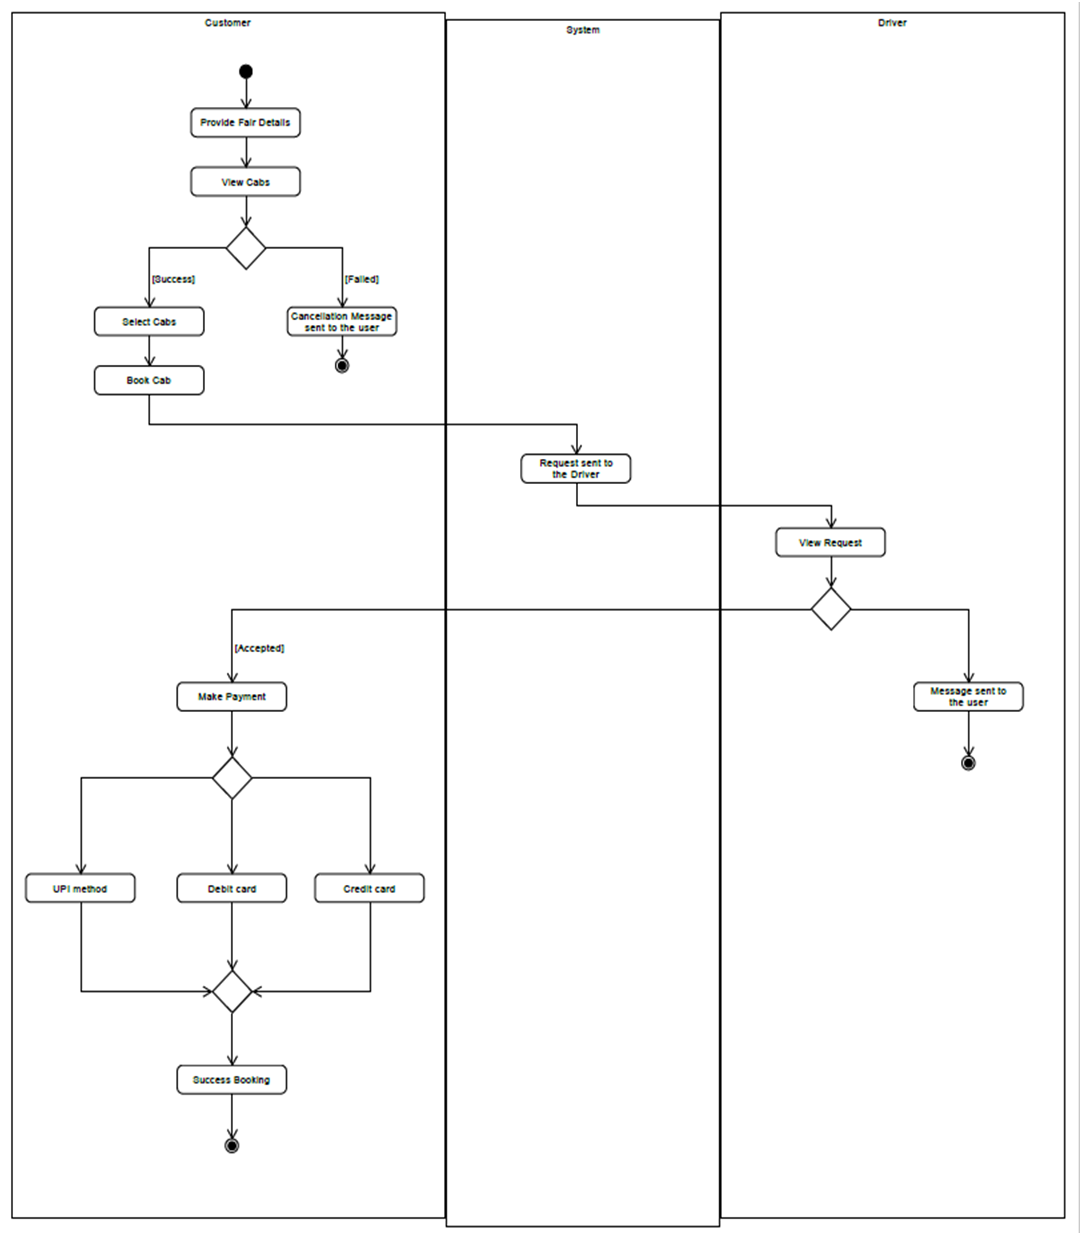 Customer
System
Driver
Provide Fair Details
View Cabs
[Success]
[Failed]
Select Cabs
Cancellation Message
sent to the user
Book Cab
Request sent to
the Driver
View Request
[Accepted]
Make Payment
Message sent to
the user
UPI method
Debit card
Credit card
Success Booking